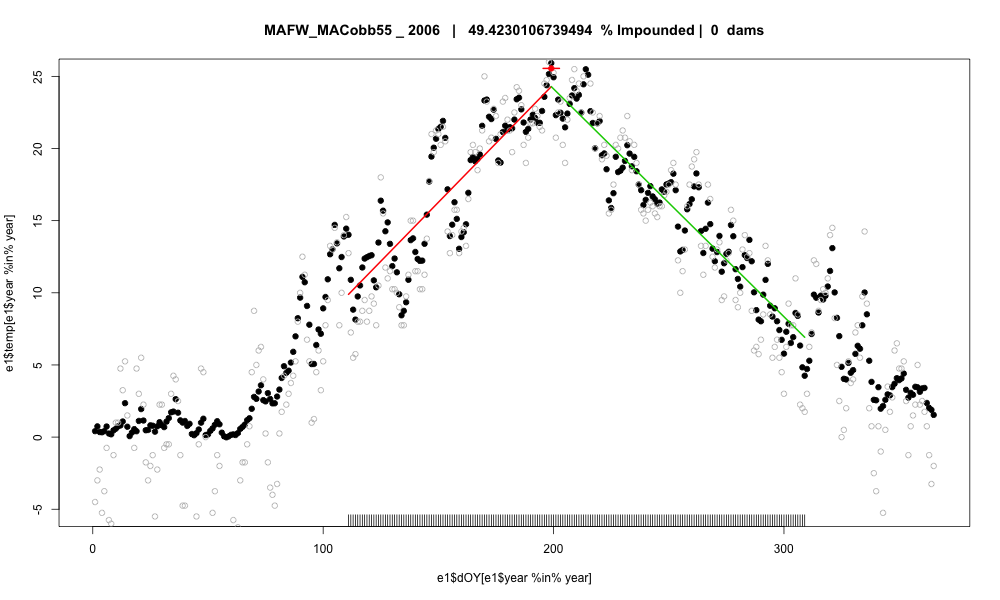 MAFW_MACobb55 _ 2006   |   49.4230106739494  % Impounded |  0  dams
e1$temp[e1$year %in% year]
25
20
15
10
5
0
-5
0 100 200 300
e1$dOY[e1$year %in% year]